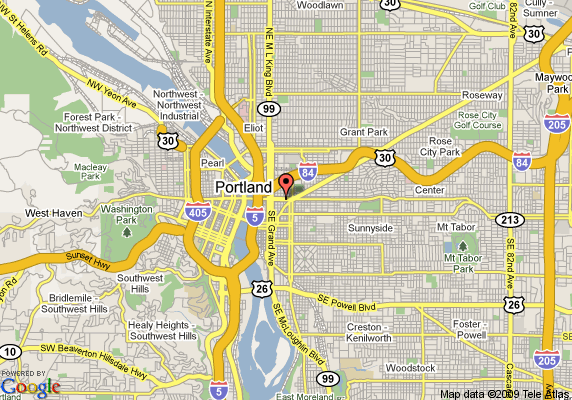 Woodlawn
Golf Club
Cully -
Sumner
30
30
NW St Helens Rd
N Interstate Ave
NE M L King Blvd
82nd Ave
NW Yeon Ave
Maywood
Park
Northwest -
Northwest
Industrial
99
Roseway
Forest Park -
Northwest District
Eliot
Grant Park
Rose City
Golf Course
205
30
Rose
City Park
Macleay
Park
Pearl
84
30
84
Portland
Center
West Haven
Washington
Park
405
5
213
Sunnyside
Mt Tabor
SE Grand Ave
Mt
Tabor
Park
SE 82nd Ave
Sunset Hwy
Southwest
Hills
26
SE Powell Blvd
26
Bridlemile -
Southwest Hills
Healy Heights
- Southwest
Hills
SE McLoughlin Blvd
Creston -
Kenilworth
Foster -
Powell
10
SW Beaverton Hillsdale Hwy
205
Woodstock
5
99
POWERED BY
Google
East Moreland
Map data ©2009 Tele Atlas